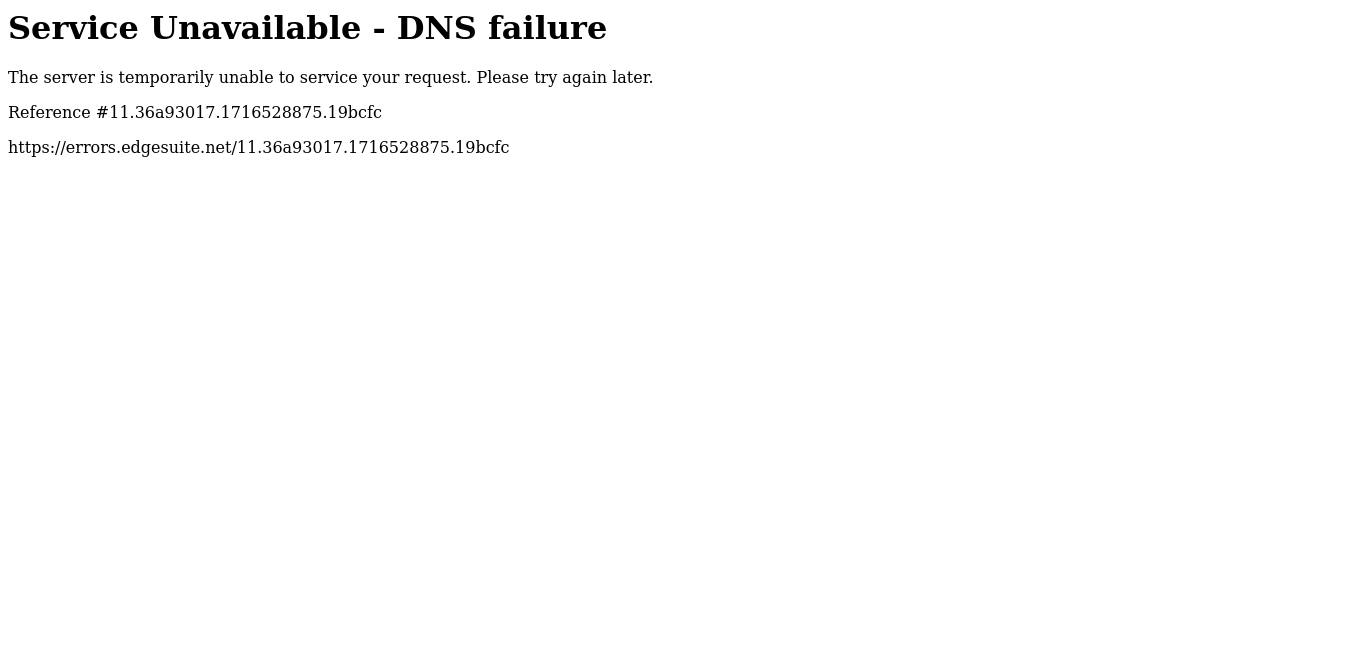 Service Unavailable - DNS failure
The server is temporarily unable to service your request. Please try again later.
Reference #11.36a93017.1716528875.19bcfc
https://errors.edgesuite.net/11.36a93017.1716528875.19bcfc